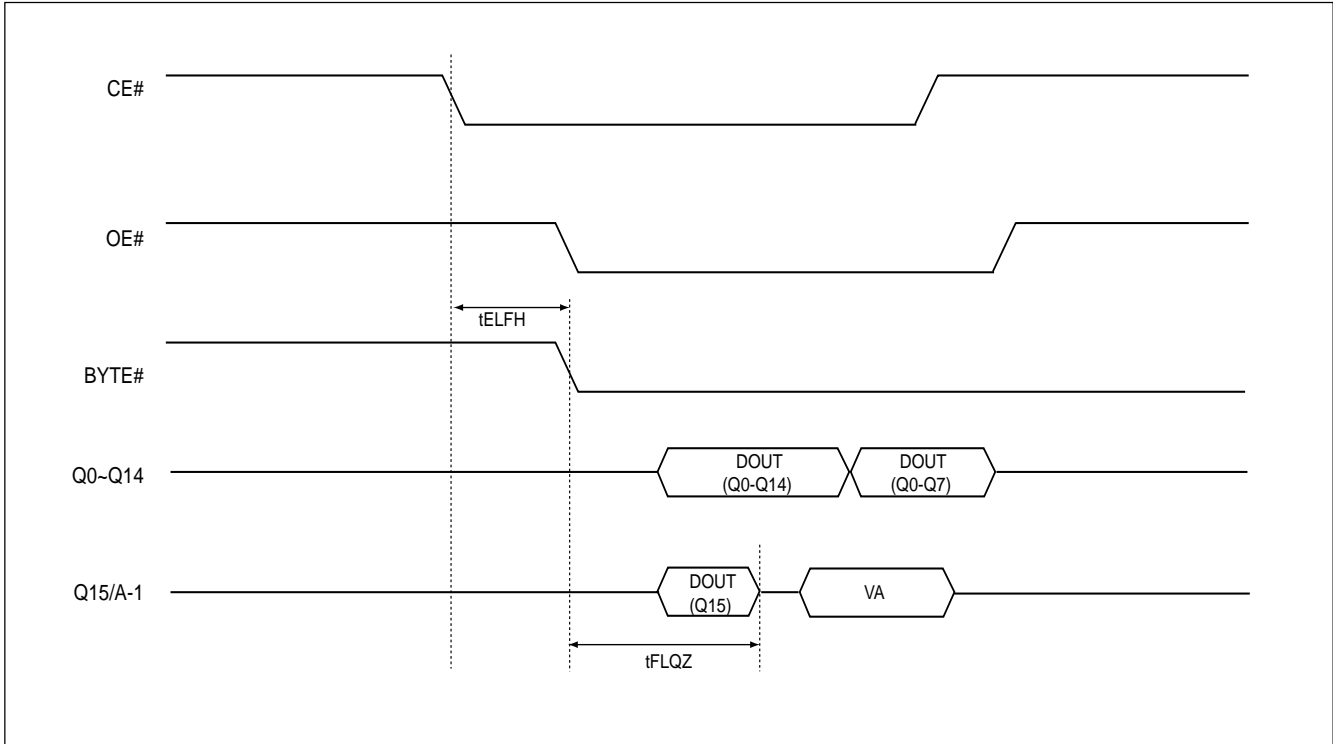 CE#
OE#
tELFH
BYTE#
Q0~Q14
DOUT
(Q0-Q14)
DOUT
(Q0-Q7)
Q15/A-1
DOUT
(Q15)
VA
tFLQZ